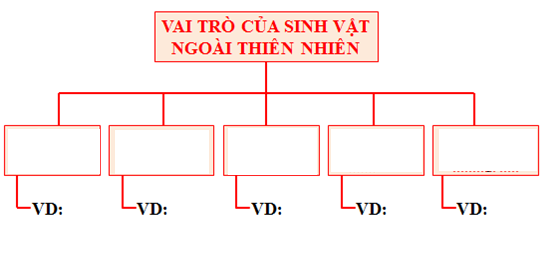 VAI TRÒ CỦA SINH VẬT
NGOÀI THIÊN NHIÊN
VD:
VD:
VD:
VD:
VD: